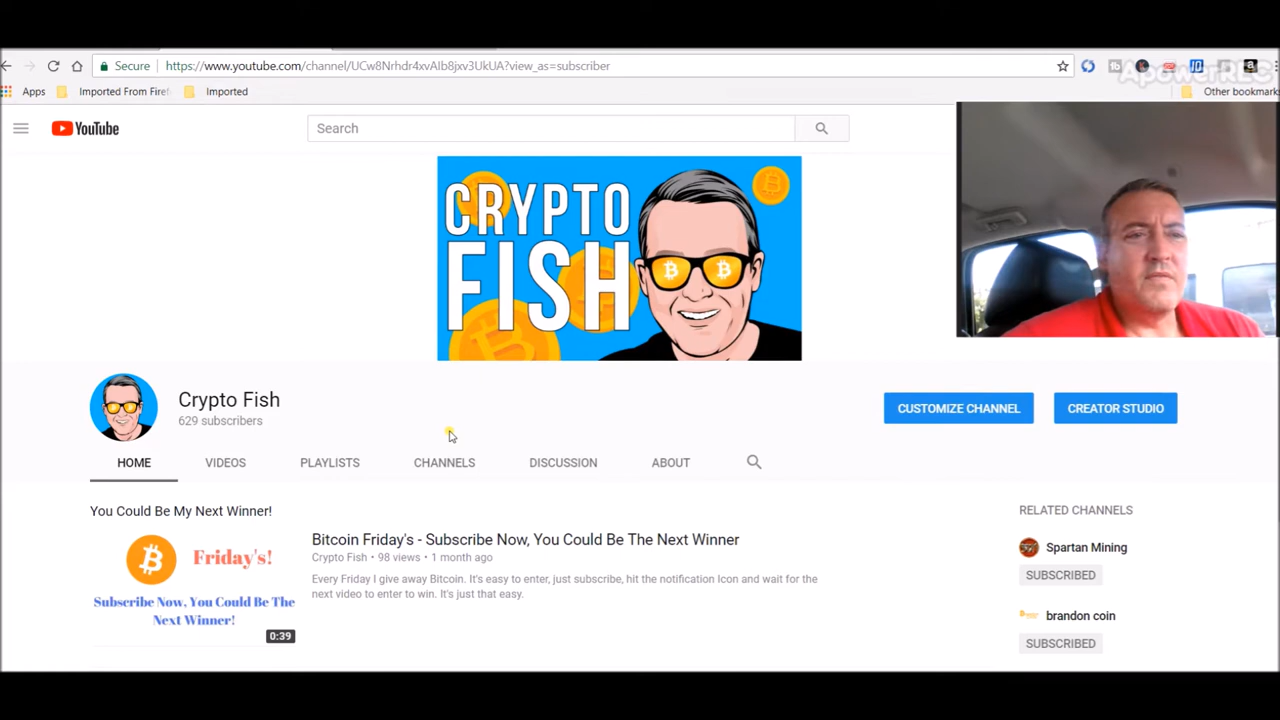 ApowerREC
Secure
https://www.youtube.com/channel/UCw8Nrhdr4xvAIb8jxv3UkUA?view_as=subscriber
Apps
Imported From Firef
Imported
Other bookmarks
YouTube
Search
CRYPTO
FISH
Crypto Fish
629 subscribers
CUSTOMIZE CHANNEL
CREATOR STUDIO
HOME
VIDEOS
PLAYLISTS
CHANNELS
DISCUSSION
ABOUT
You Could Be My Next Winner!
Friday's!
Subscribe Now, You Could Be The
Next Winner!
0:39
Bitcoin Friday's - Subscribe Now, You Could Be The Next Winner
Crypto Fish • 98 views • 1 month ago
Every Friday I give away Bitcoin. It's easy to enter, just subscribe, hit the notification Icon and wait for the
next video to enter to win. It's just that easy.
RELATED CHANNELS
Spartan Mining
SUBSCRIBED
brandon coin
SUBSCRIBED